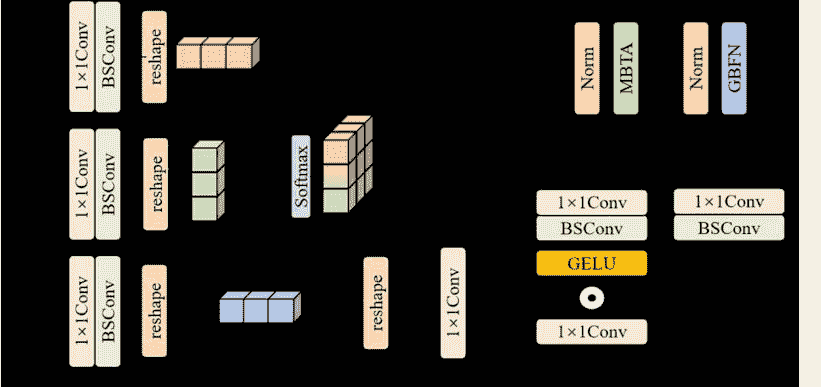 1×1Conv
BSConv
reshape
Norm
MBTA
Norm
GBFN
1×1Conv
BSConv
reshape
Softmax
1×1Conv
BSConv
1×1Conv
BSConv
GELU
1×1Conv
1×1Conv
BSConv
reshape
reshape
1×1Conv